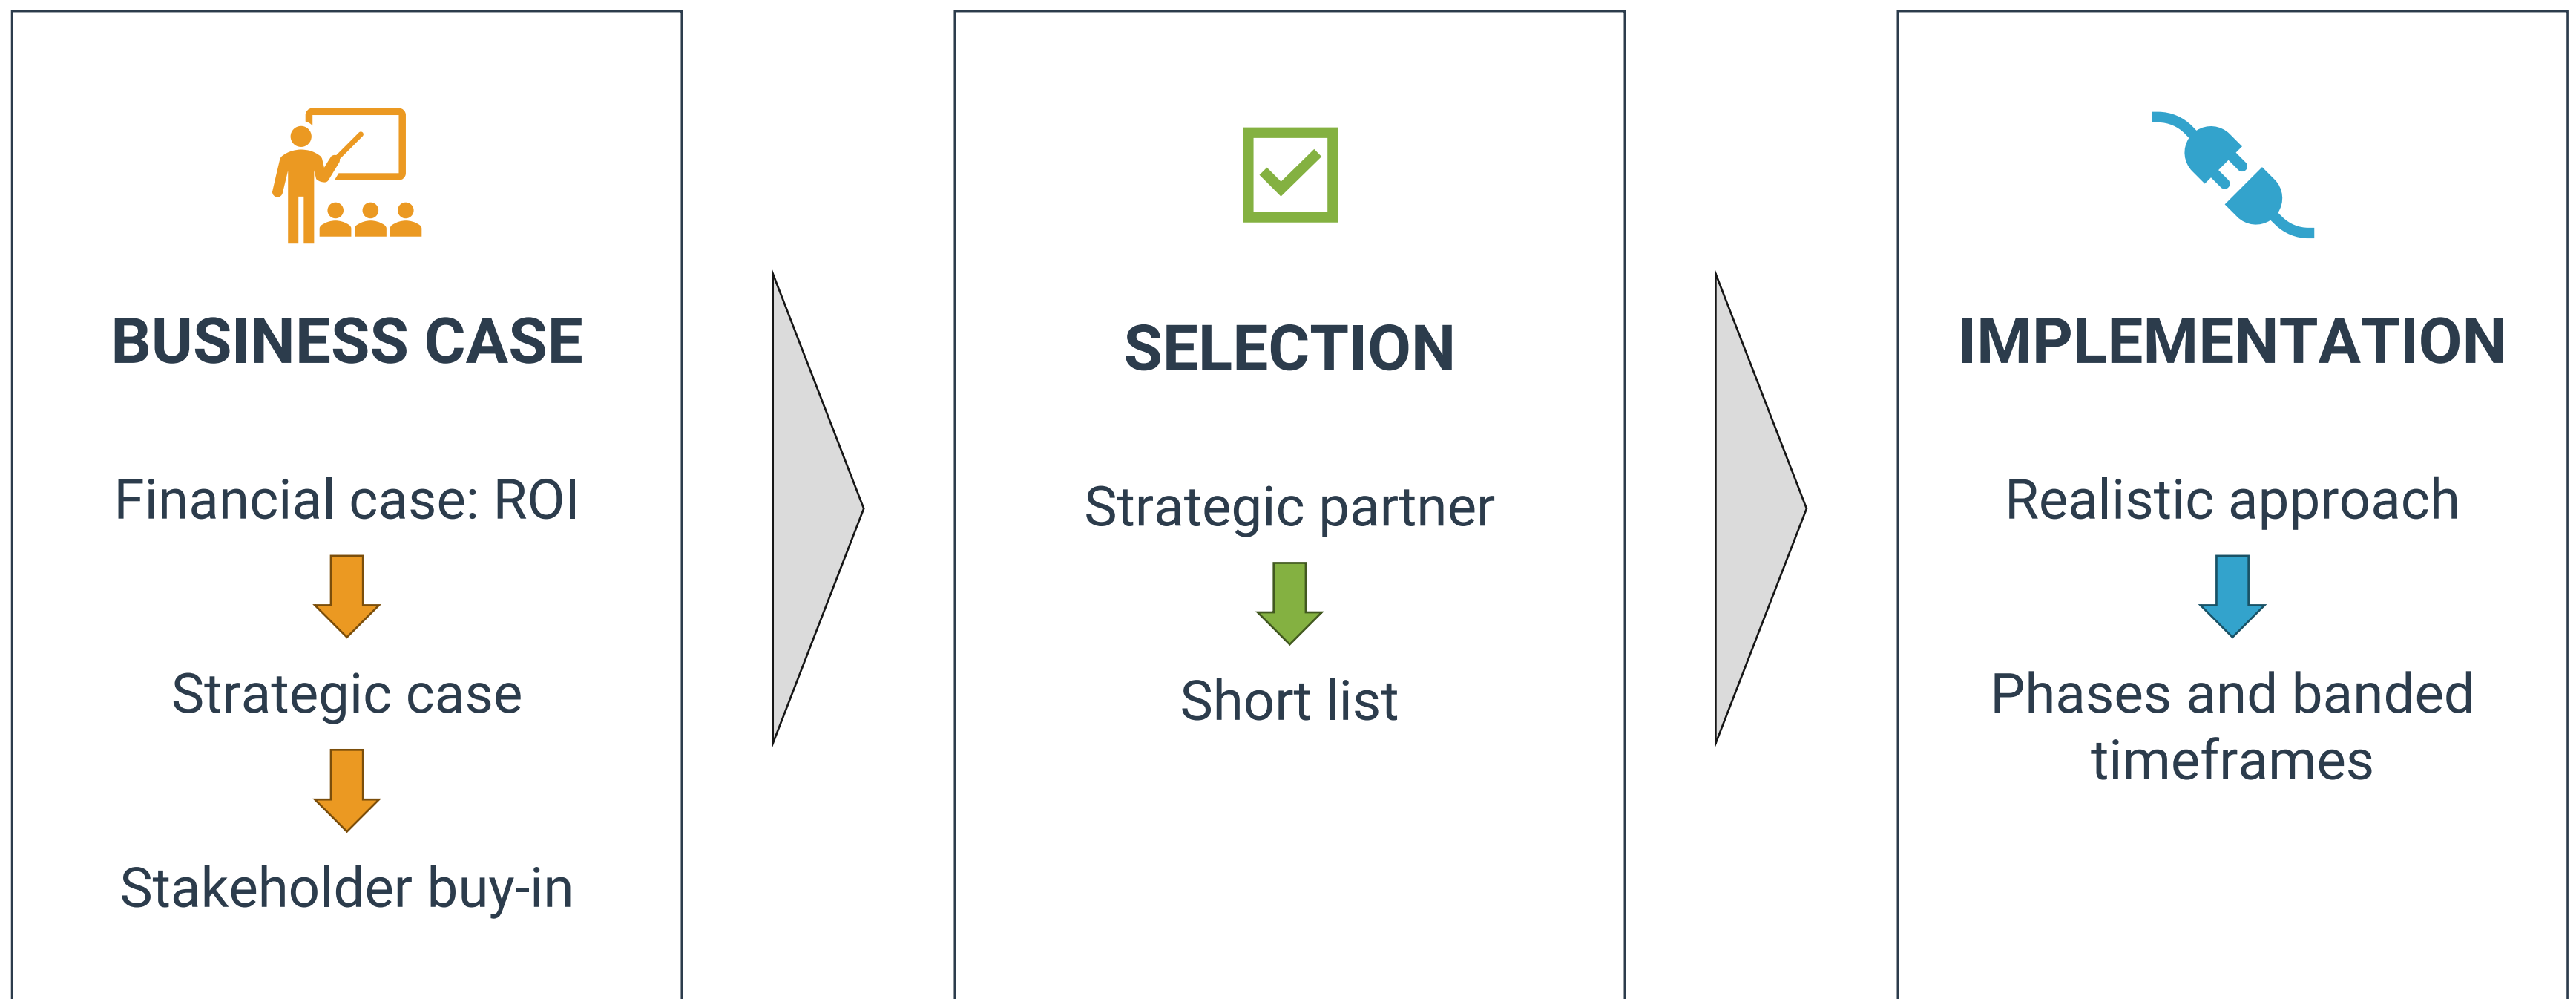 BUSINESS CASE
Financial case: ROI
Strategic case
Stakeholder buy-in
SELECTION
Strategic partner
Short list
IMPLEMENTATION
Realistic approach
Phases and banded
timeframes